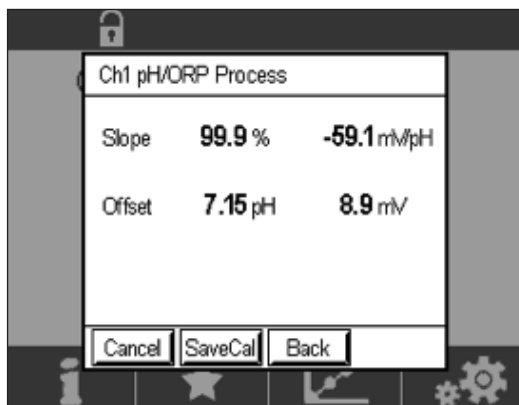 Ch1 pH/ORP Process
Slope 99.9 % -59.1 mV/pH
Offset 7.15 pH 8.9 mV
Cancel SaveCal Back